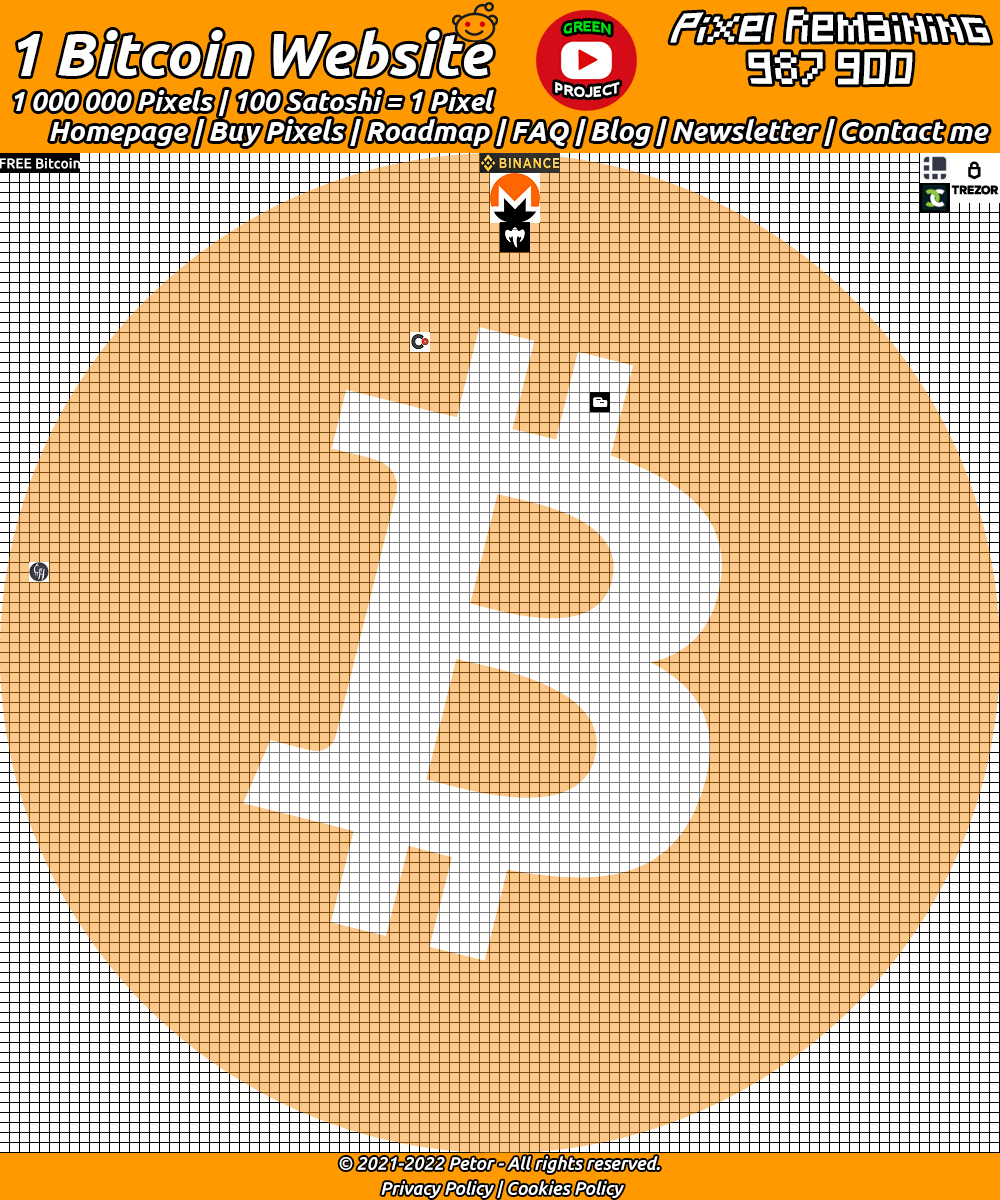 1 Bitcoin Website
1 000 000 Pixels | 100 Satoshi = 1 Pixel
GREEN
PROJECT
Pixel Remaining
987 900
Homepage | Buy Pixels | Roadmap | FAQ | Blog | Newsletter | Contact me
FREE Bitcoin
BINANCE
TREZOR
© 2021-2022 Petor - All rights reserved.
Privacy Policy | Cookies Policy